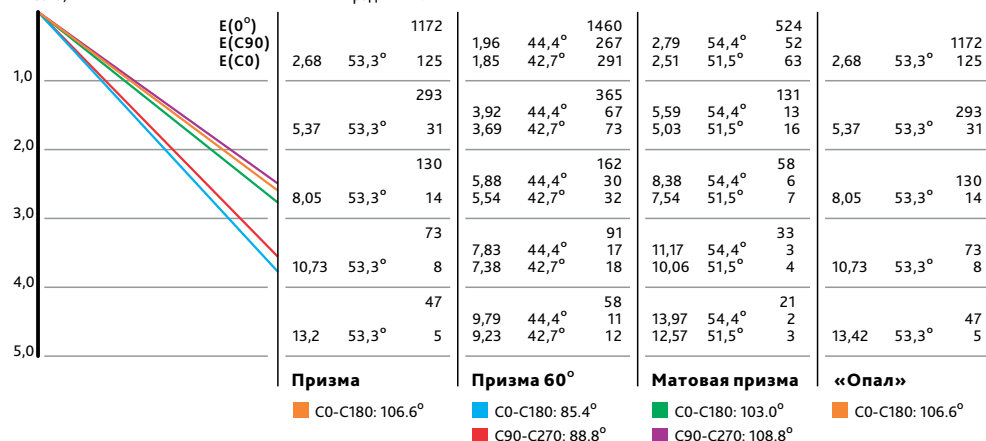 E(0°) 1172 1460 524
E(C90) 1,96 44,4° 267 2,79 54,4° 52 1172
E(C0) 2,68 53,3° 125 1,85 42,7° 291 2,51 51,5° 63 2,68 53,3° 125
1,0
293 365 131
3,92 44,4° 67 5,59 54,4° 13 293
5,37 53,3° 31 3,69 42,7° 73 5,03 51,5° 16 5,37 53,3° 31
2,0
130 162 58
5,88 44,4° 30 8,38 54,4° 6 130
8,05 53,3° 14 5,54 42,7° 32 7,54 51,5° 7 8,05 53,3° 14
3,0
73 91 33
7,83 44,4° 17 11,17 54,4° 3 73
10,73 53,3° 8 7,38 42,7° 18 10,06 51,5° 4 10,73 53,3° 8
4,0
47 58 21
9,79 44,4° 11 13,97 54,4° 2 47
13,2 53,3° 5 9,23 42,7° 12 12,57 51,5° 3 13,42 53,3° 5
5,0
Призма Призма 60° Матовая призма «Опал»
C0-C180: 106.6° C0-C180: 85.4° C0-C180: 103.0° C0-C180: 106.6°
C90-C270: 88.8° C90-C270: 108.8°